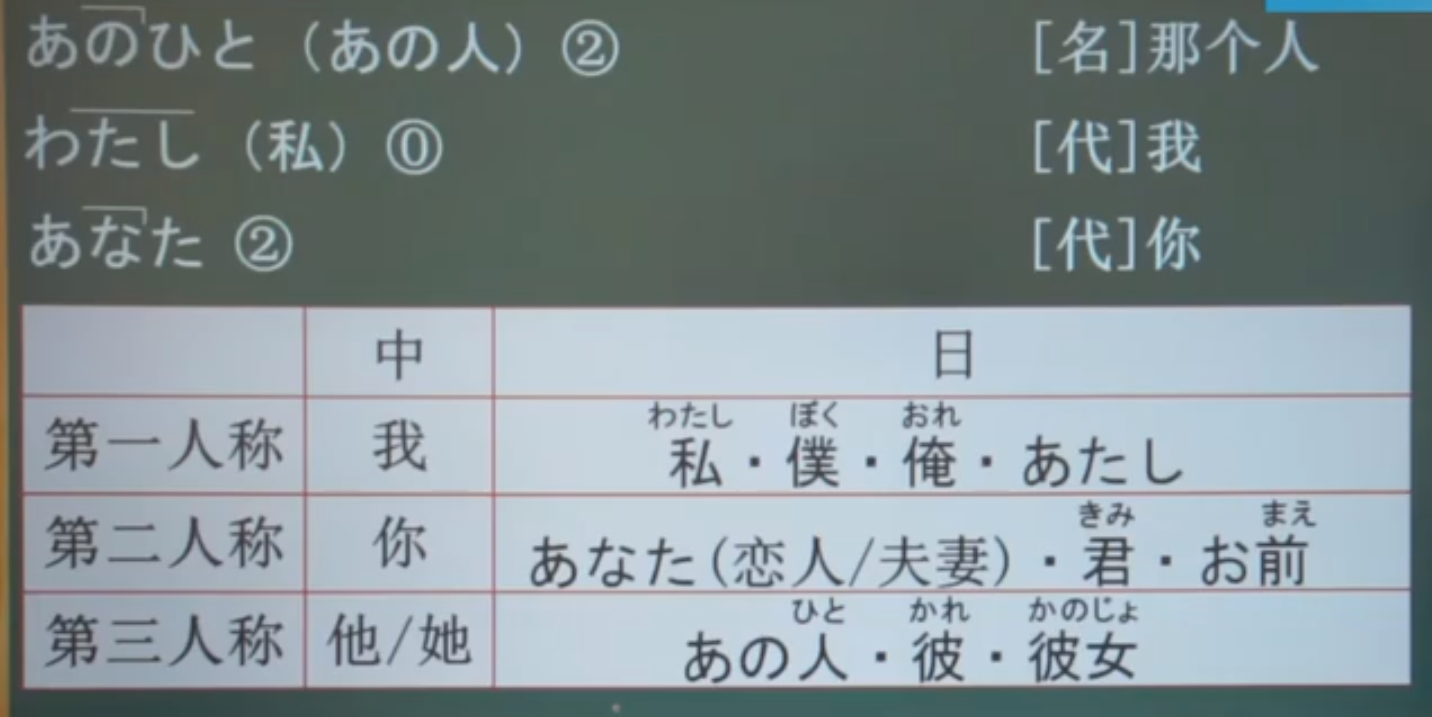 あのひと（あの人）② [名]那个人
わたし（私）⓪ [代]我
あなた ② [代]你
中 日
第一人称 我 私・僕・俺・あたし
わたし ぼく おれ
第二人称 你 あなた(恋人/夫妻)・君・お前
きみ まえ
第三人称 他/她 あの人・彼・彼女
ひと かれ かのじょ